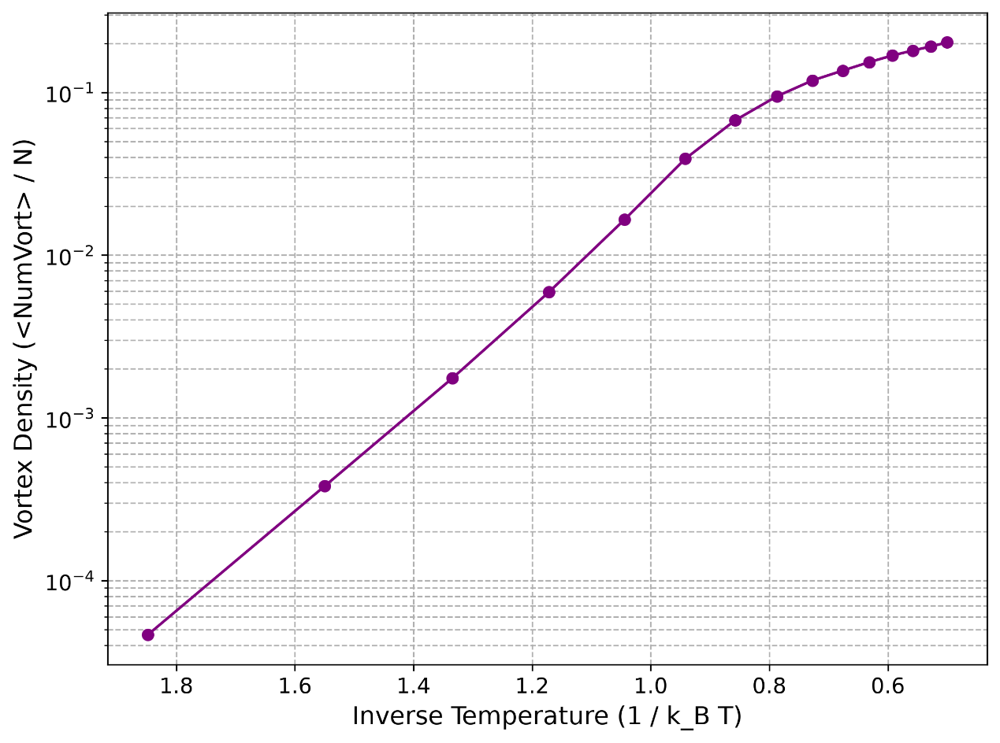 Vortex Density (<NumVort> / N)
10⁻¹
10⁻²
10⁻³
10⁻⁴
1.8 1.6 1.4 1.2 1.0 0.8 0.6
Inverse Temperature (1 / k_B T)